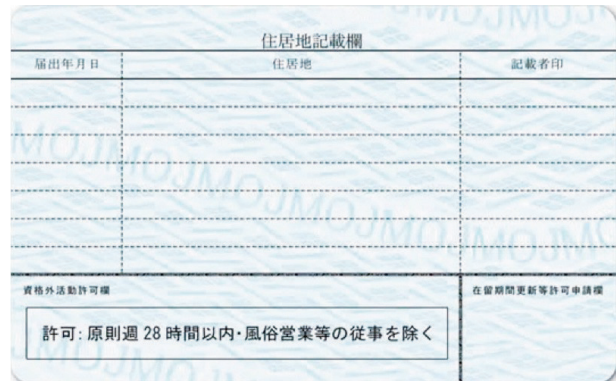 住居地記載欄
届出年月日 住居地 記載者印
MOJMOJMOJMOJMOJMOJ
資格外活動許可欄 在留期間更新等許可申請欄
許可: 原則週 28 時間以内・風俗営業等の従事を除く